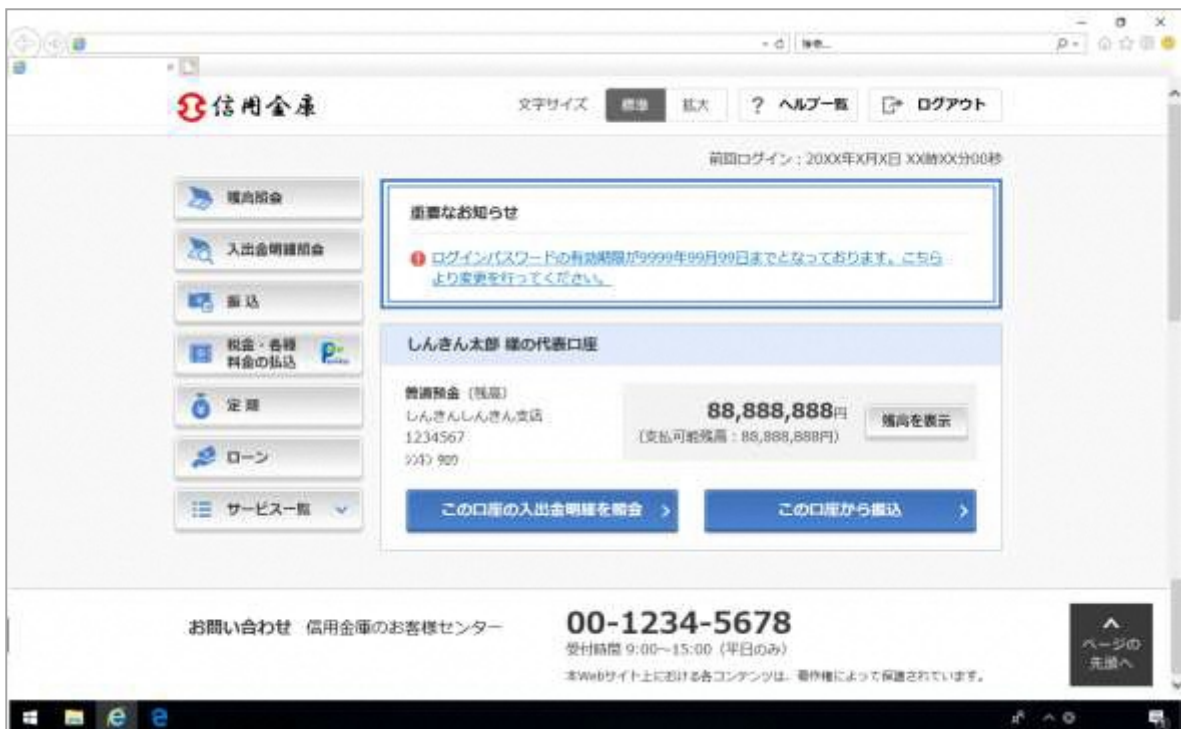 信用金庫
文字サイズ 標準 拡大 ? ヘルプ一覧 ログアウト
前回ログイン：20XX年X月X日 XX時XX分00秒
残高照会
入出金明細照会
振込
税金・各種
料金の払込
定期
ローン
サービス一覧
重要なお知らせ
ログインパスワードの有効期限が9999年99月99日までとなっております。こちら
より変更を行ってください。
しんきん太郎 様の代表口座
普通預金（残高）
しんきんしんきん支店
1234567
88,888,888円
（支払可能残高：88,888,888円）
残高を表示
この口座の入出金明細を照会
この口座から振込
お問い合わせ 信用金庫のお客様センター
00-1234-5678
受付時間 9:00～15:00（平日のみ）
本Webサイト上における各コンテンツは、著作権によって保護されています。
ページの
先頭へ